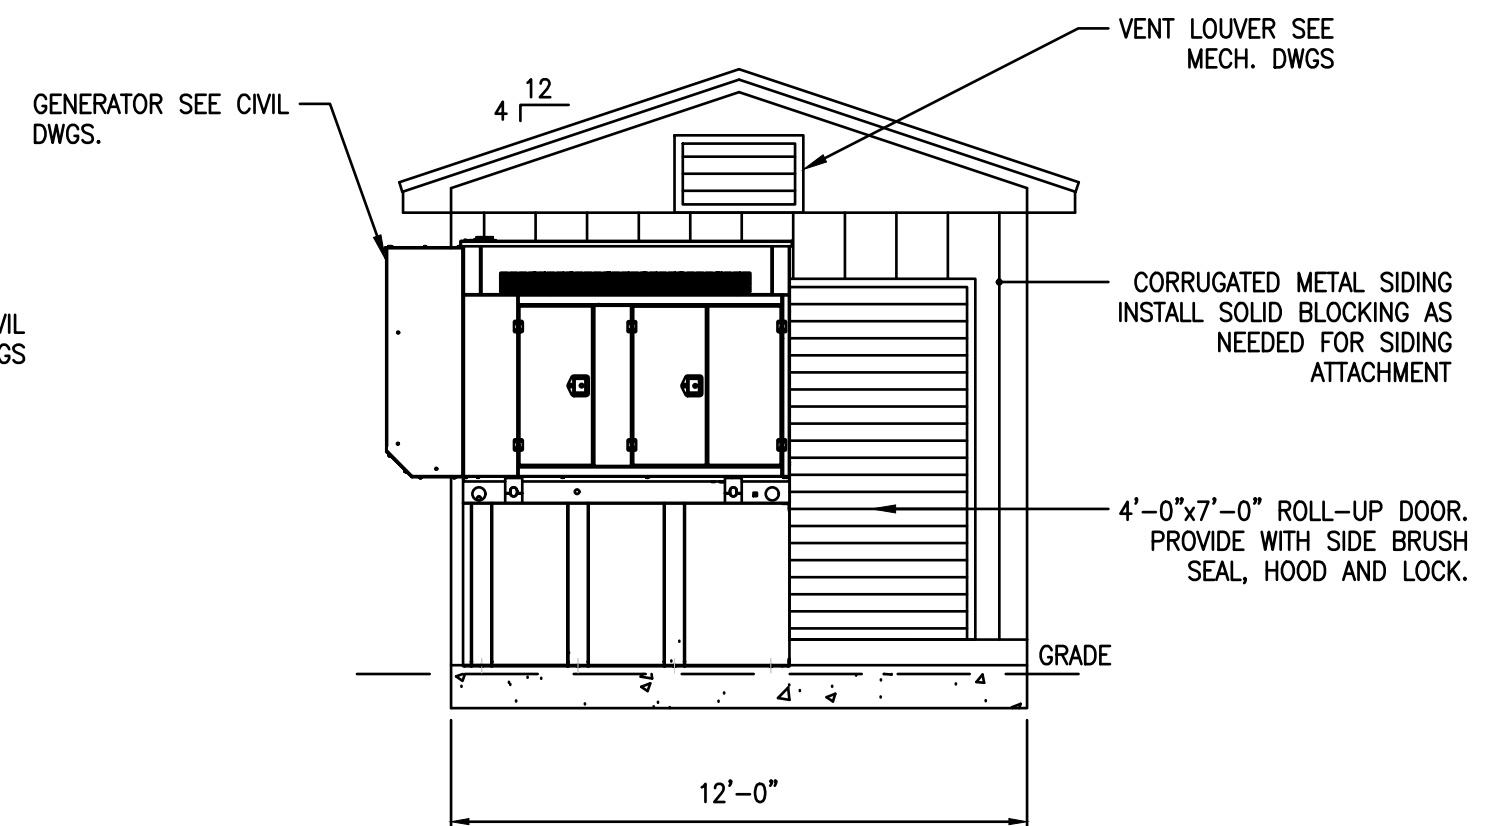 VENT LOUVER SEE
MECH. DWGS
12
4
GENERATOR SEE CIVIL
DWGS.
CORRUGATED METAL SIDING
INSTALL SOLID BLOCKING AS
NEEDED FOR SIDING
ATTACHMENT
4'-0"x7'-0" ROLL-UP DOOR.
PROVIDE WITH SIDE BRUSH
SEAL, HOOD AND LOCK.
GRADE
12'-0"